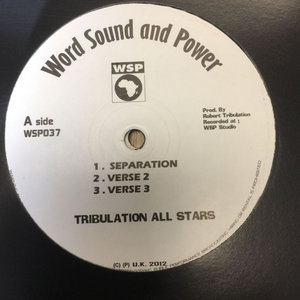 Word Sound and Power
WSP
A side
WSP037
Prod. By
Robert Tribulation
Recorded at :
WSP Studio
1 . SEPARATION
2 . VERSE 2
3 . VERSE 3
TRIBULATION ALL STARS
(C) (P) U.K. 2012